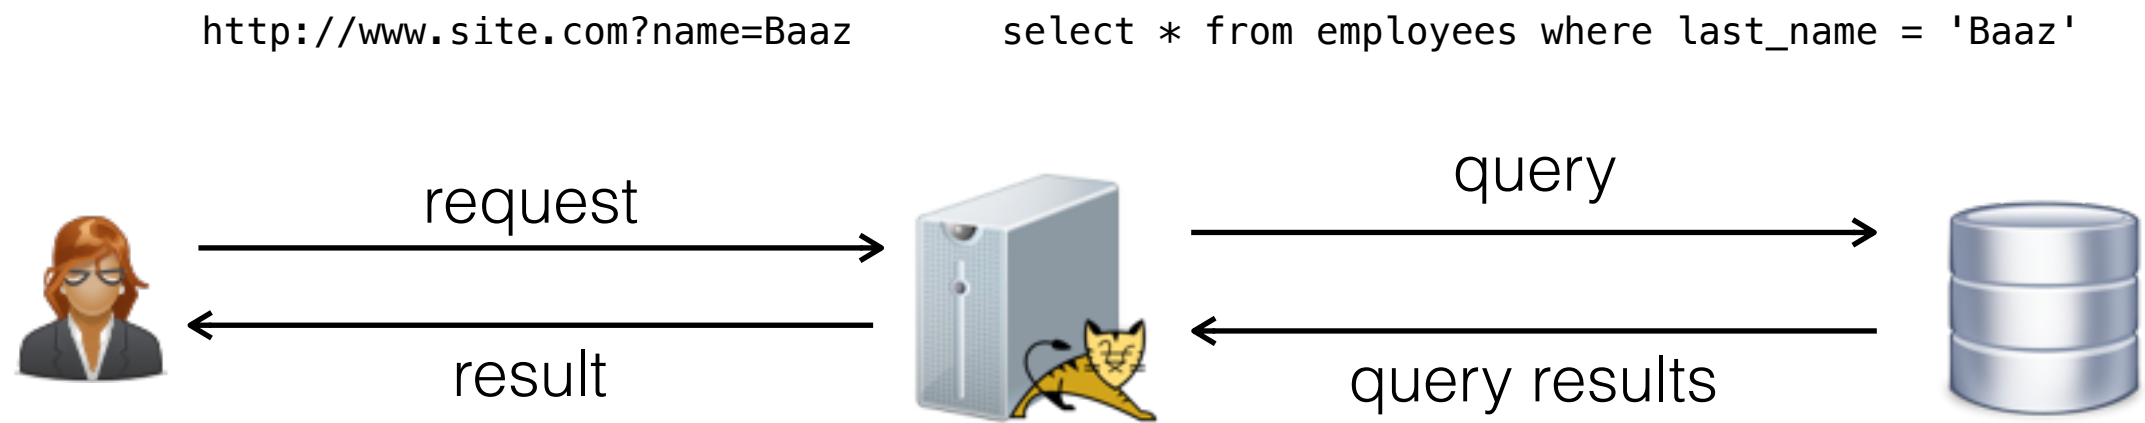 http://www.site.com?name=Baaz
select * from employees where last_name = 'Baaz'
request
query
result
query results